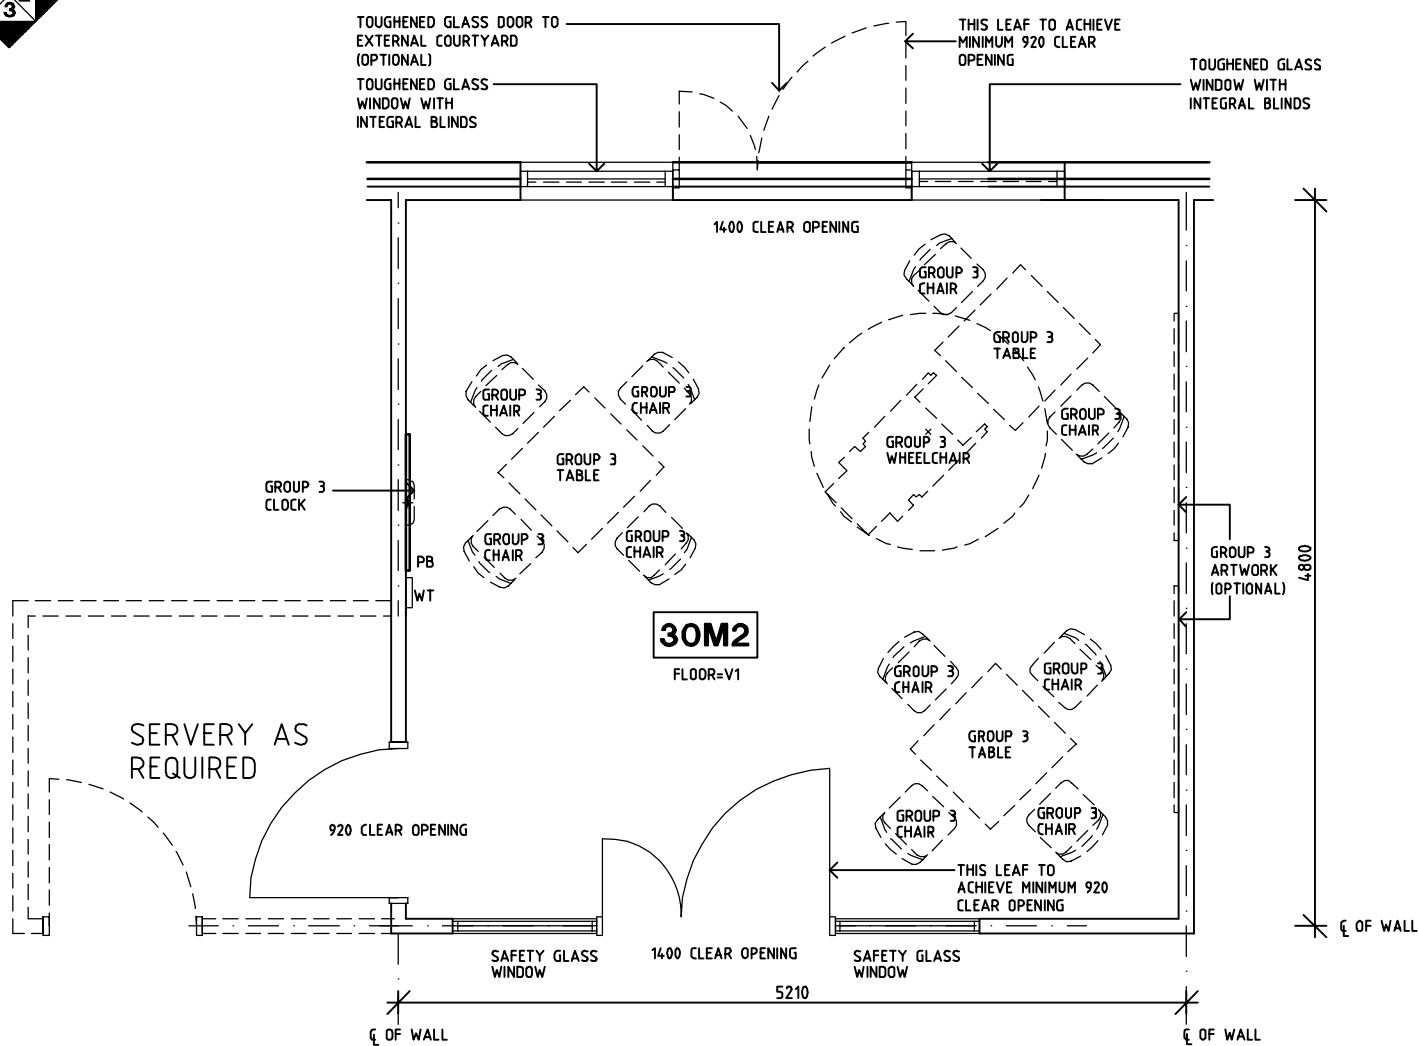 3
TOUGHENED GLASS DOOR TO
EXTERNAL COURTYARD
(OPTIONAL)
THIS LEAF TO ACHIEVE
MINIMUM 920 CLEAR
OPENING
TOUGHENED GLASS
WINDOW WITH
INTEGRAL BLINDS
TOUGHENED GLASS
WINDOW WITH
INTEGRAL BLINDS
1400 CLEAR OPENING
GROUP 3
CHAIR
GROUP 3
TABLE
GROUP 3
CHAIR
GROUP 3
CHAIR
GROUP 3
CHAIR
GROUP 3
WHEELCHAIR
GROUP 3
TABLE
GROUP 3
CLOCK
GROUP 3
CHAIR
GROUP 3
CHAIR
PB
WT
GROUP 3
ARTWORK
(OPTIONAL)
4800
30M2
FLOOR=V1
GROUP 3
CHAIR
GROUP 3
CHAIR
GROUP 3
TABLE
SERVERY AS
REQUIRED
920 CLEAR OPENING
GROUP 3
CHAIR
GROUP 3
CHAIR
THIS LEAF TO
ACHIEVE MINIMUM 920
CLEAR OPENING
SAFETY GLASS
WINDOW
1400 CLEAR OPENING
SAFETY GLASS
WINDOW
℄ OF WALL
5210
℄ OF WALL
℄ OF WALL